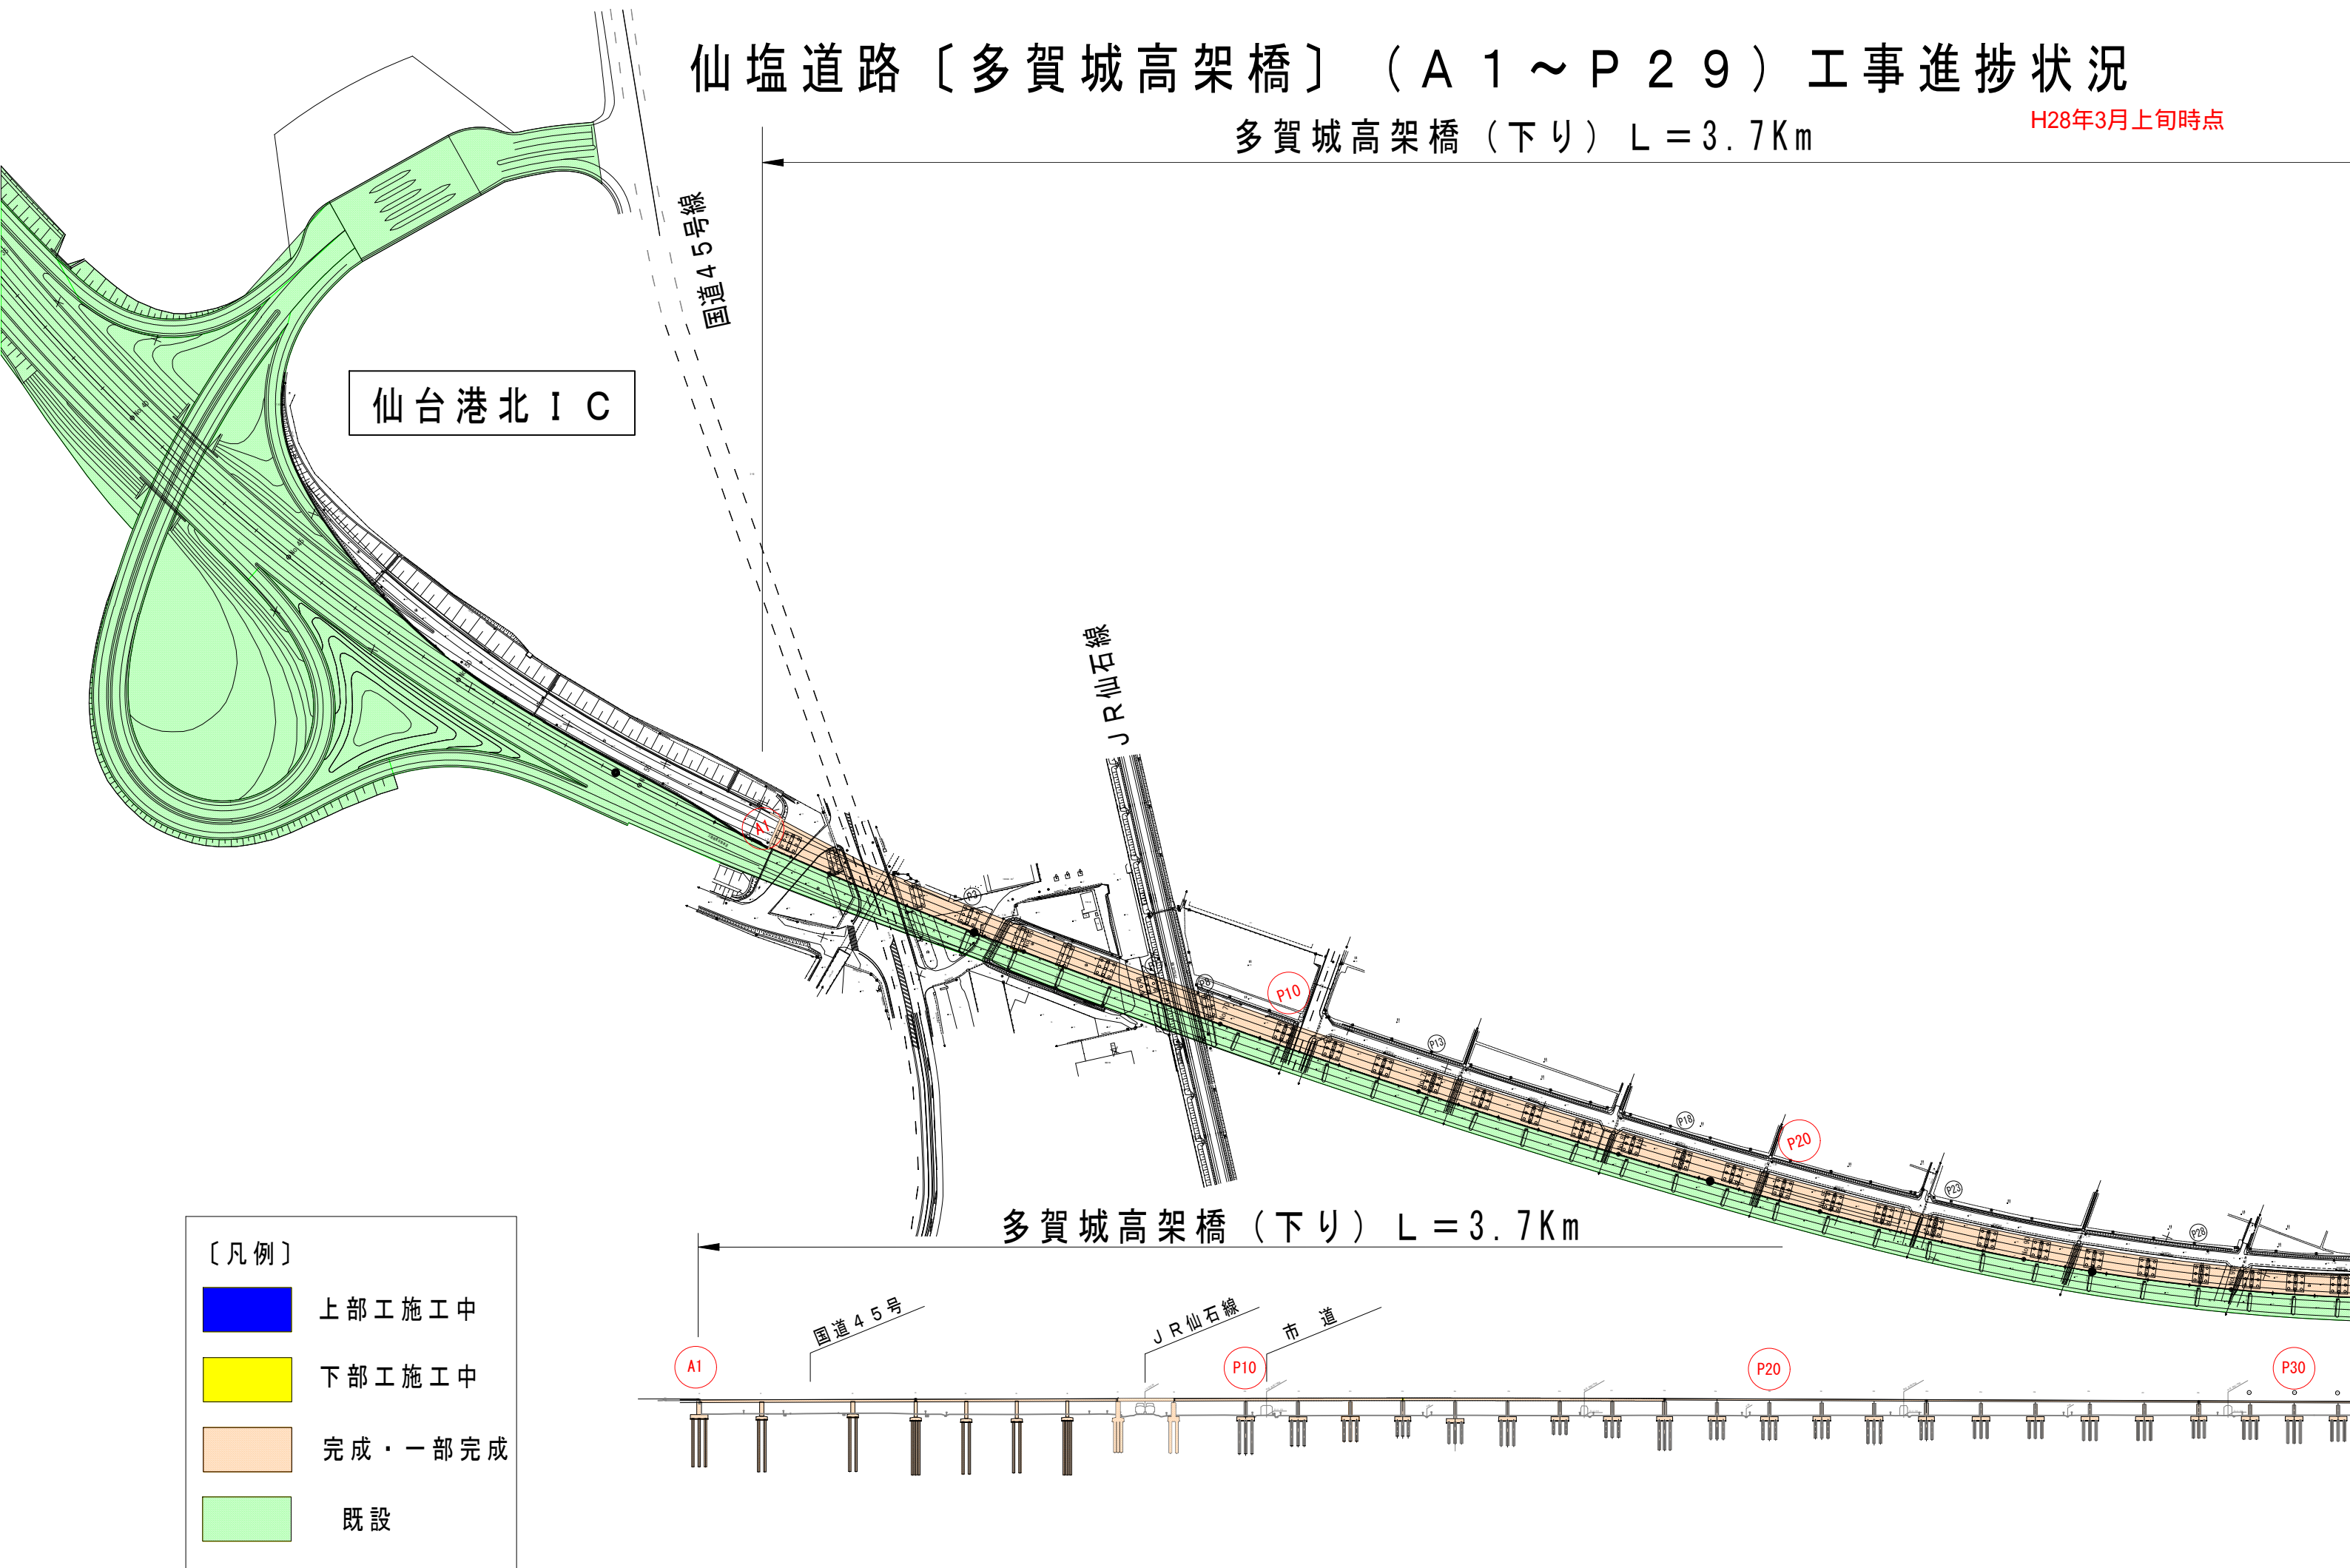 仙塩道路〔多賀城高架橋〕（A1～P29）工事進捗状況
H28年3月上旬時点
多賀城高架橋（下り）L＝3.7Km
国道45号線
仙台港北IC
JR仙石線
A1
P3
P8
P10
P13
P18
P20
P23
P28
多賀城高架橋（下り）L＝3.7Km
国道45号
JR仙石線
市道
A1
P10
P20
P30
〔凡例〕
上部工施工中
下部工施工中
完成・一部完成
既設